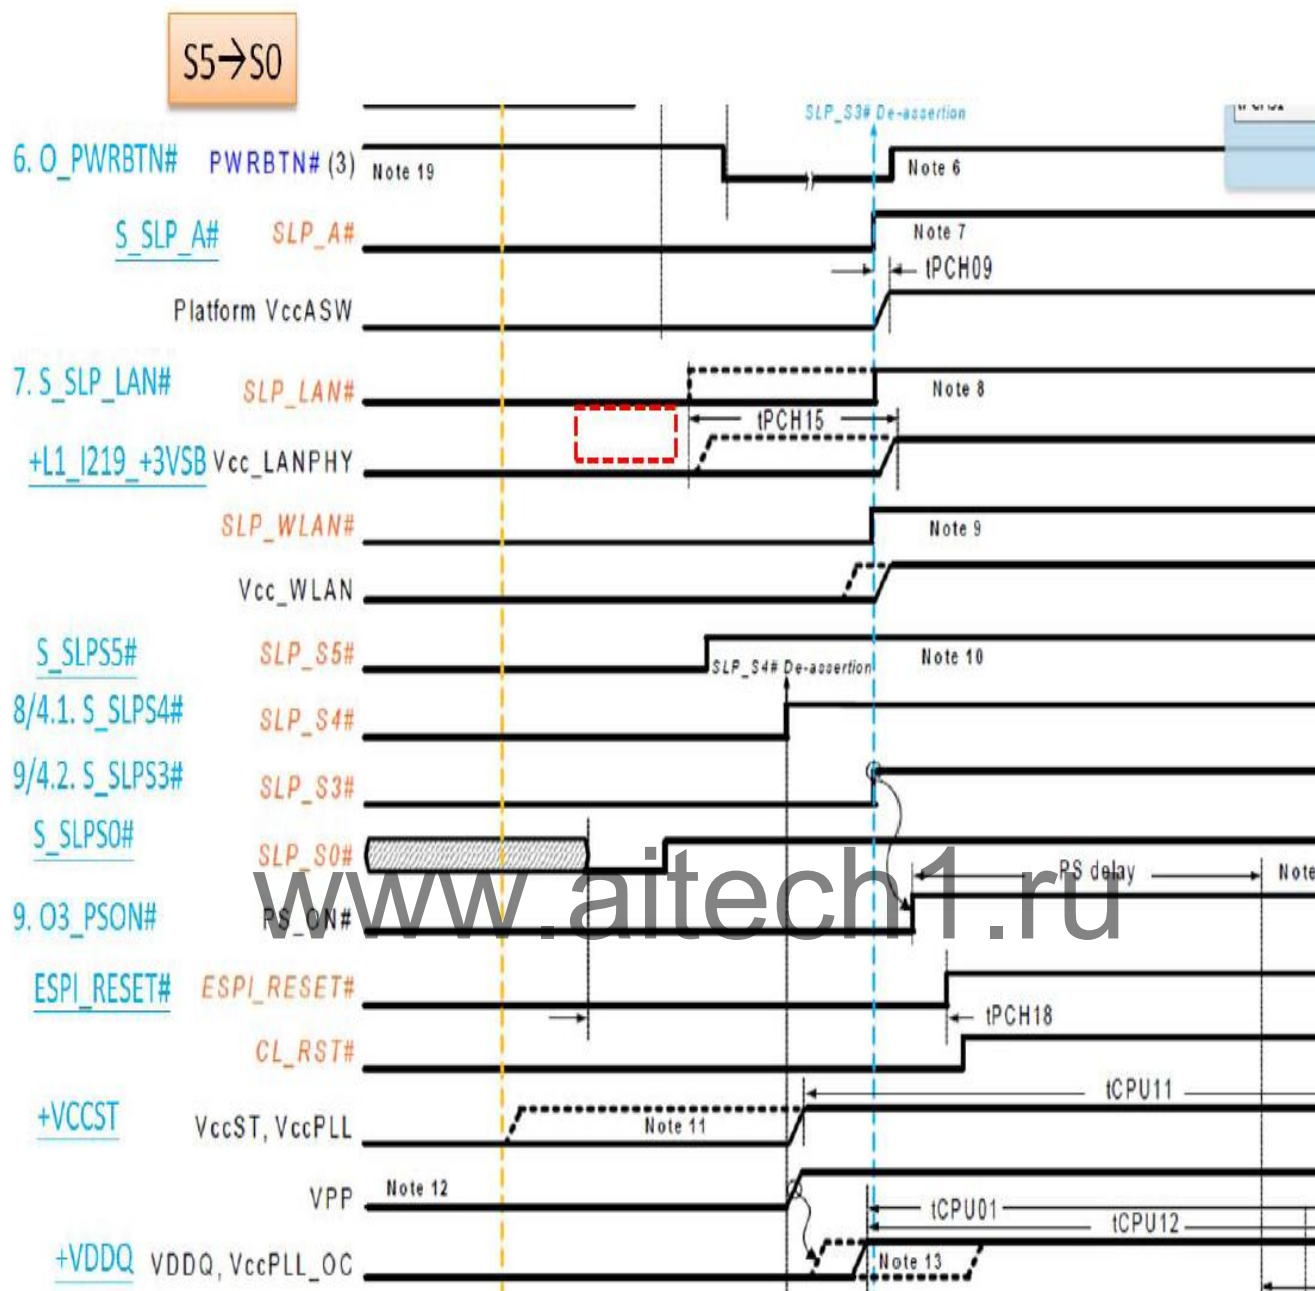 S5→S0
SLP_S3# De-assertion
6. O_PWRBTN# PWRBTN# (3) Note 19 Note 6
S_SLP_A# SLP_A# Note 7
tPCH09
Platform VccASW
7. S_SLP_LAN# SLP_LAN# Note 8
tPCH15
+L1_I219_+3VSB Vcc_LANPHY
SLP_WLAN# Note 9
Vcc_WLAN
S_SLPS5# SLP_S5# Note 10
SLP_S4# De-assertion
8/4.1. S_SLPS4# SLP_S4#
9/4.2. S_SLPS3# SLP_S3#
S_SLPS0# SLP_S0#
PS delay Note
9. O3_PSON# PS_ON#
www.aitech1.ru
ESPI_RESET# ESPI_RESET#
tPCH18
CL_RST#
tCPU11
+VCCST VccST, VccPLL Note 11
VPP Note 12
tCPU01
tCPU12
+VDDQ VDDQ, VccPLL_OC Note 13